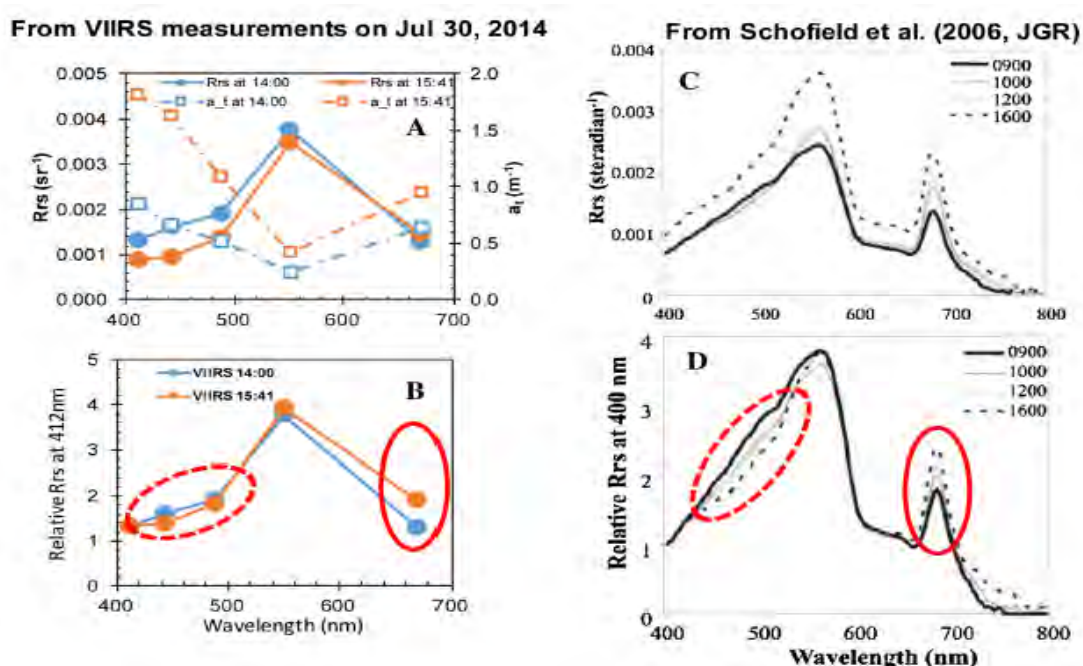 From VIIRS measurements on Jul 30, 2014
Rrs at 14:00
Rrs at 15:41
a_t at 14:00
a_t at 15:41
A
Rrs (sr⁻¹)
0.005
0.004
0.003
0.002
0.001
0.000
2.0
1.5
1.0
0.5
0.0
aₜ (m⁻¹)
400 500 600 700
VIIRS 14:00
VIIRS 15:41
B
Relative Rrs at 412nm
5
4
3
2
1
0
400 500 600 700
Wavelength (nm)
From Schofield et al. (2006, JGR)
C
0900
1000
1200
1600
Rrs (steradian⁻¹)
0.004
0.003
0.002
0.001
0
400 500 600 700 800
D
0900
1000
1200
1600
Relative Rrs at 400 nm
4
3
2
1
0
400 500 600 700 800
Wavelength (nm)